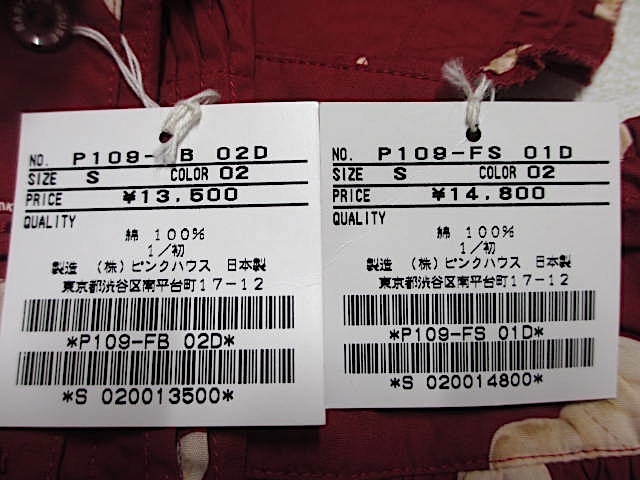 NO. P109-FB 02D
SIZE S COLOR 02
PRICE ¥13,500
QUALITY
綿 100%
1/初
製造 (株)ピンクハウス 日本製
東京都渋谷区南平台町17-12
*P109-FB 02D*
*S 020013500*
NO. P109-FS 01D
SIZE S COLOR 02
PRICE ¥14,800
QUALITY
綿 100%
1/初
製造 (株)ピンクハウス 日本製
東京都渋谷区南平台町17-12
*P109-FS 01D*
*S 020014800*